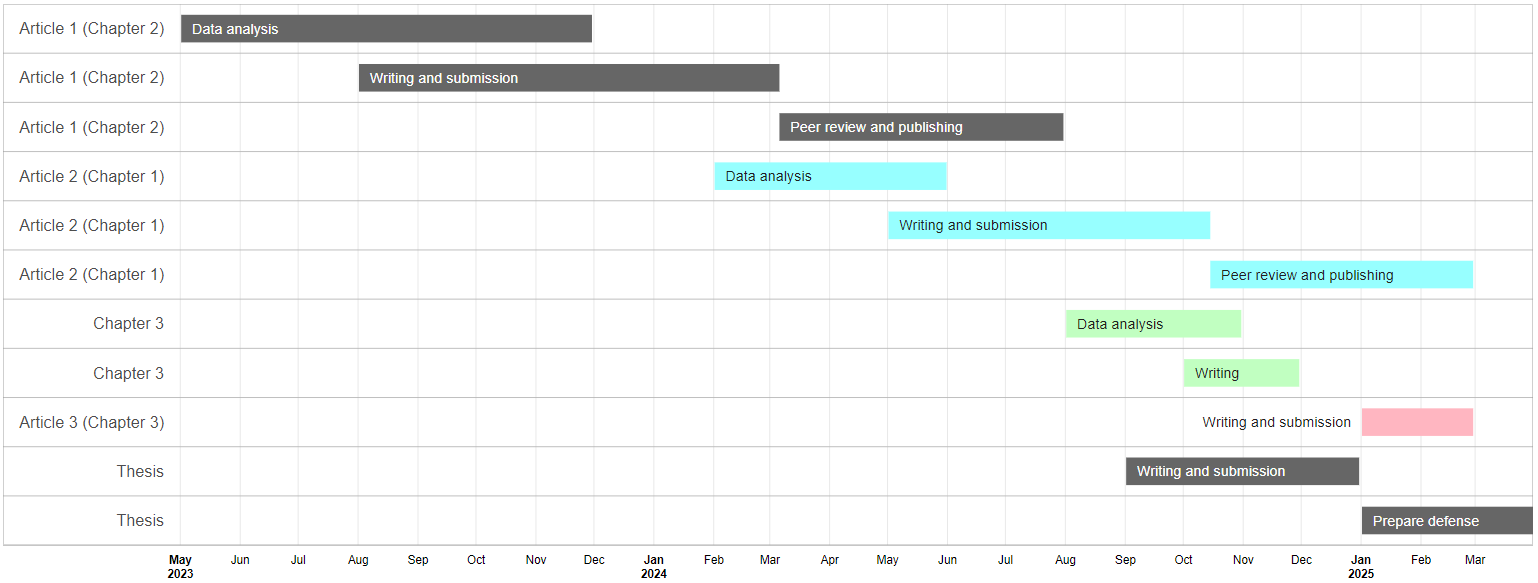 Article 1 (Chapter 2) Data analysis
Article 1 (Chapter 2) Writing and submission
Article 1 (Chapter 2) Peer review and publishing
Article 2 (Chapter 1) Data analysis
Article 2 (Chapter 1) Writing and submission
Article 2 (Chapter 1) Peer review and publishing
Chapter 3 Data analysis
Chapter 3 Writing
Article 3 (Chapter 3) Writing and submission
Thesis Writing and submission
Thesis Prepare defense
May Jun Jul Aug Sep Oct Nov Dec Jan Feb Mar Apr May Jun Jul Aug Sep Oct Nov Dec Jan Feb Mar
2023 2024 2025